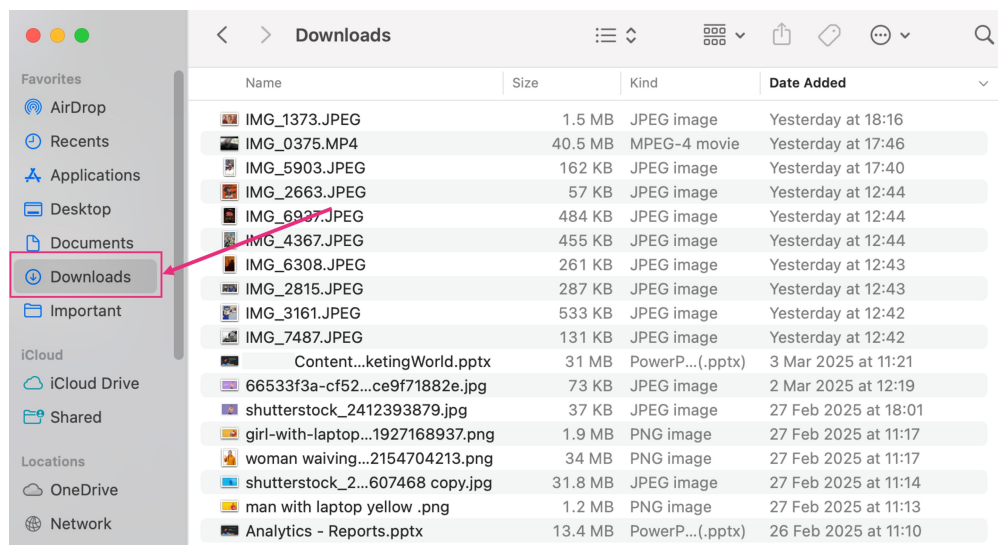 Downloads
Favorites
AirDrop
Recents
Applications
Desktop
Documents
Downloads
Important
iCloud
iCloud Drive
Shared
Locations
OneDrive
Network
Name Size Kind Date Added
IMG_1373.JPEG 1.5 MB JPEG image Yesterday at 18:16
IMG_0375.MP4 40.5 MB MPEG-4 movie Yesterday at 17:46
IMG_5903.JPEG 162 KB JPEG image Yesterday at 17:40
IMG_2663.JPEG 57 KB JPEG image Yesterday at 12:44
IMG_6937.JPEG 484 KB JPEG image Yesterday at 12:44
IMG_4367.JPEG 455 KB JPEG image Yesterday at 12:44
IMG_6308.JPEG 261 KB JPEG image Yesterday at 12:43
IMG_2815.JPEG 287 KB JPEG image Yesterday at 12:43
IMG_3161.JPEG 533 KB JPEG image Yesterday at 12:42
IMG_7487.JPEG 131 KB JPEG image Yesterday at 12:42
Content...ketingWorld.pptx 31 MB PowerP...(.pptx) 3 Mar 2025 at 11:21
66533f3a-cf52...ce9f71882e.jpg 73 KB JPEG image 2 Mar 2025 at 12:19
shutterstock_2412393879.jpg 37 KB JPEG image 27 Feb 2025 at 18:01
girl-with-laptop...1927168937.png 1.9 MB PNG image 27 Feb 2025 at 11:17
woman waiving...2154704213.png 34 MB PNG image 27 Feb 2025 at 11:17
shutterstock_2...607468 copy.jpg 31.8 MB JPEG image 27 Feb 2025 at 11:14
man with laptop yellow .png 1.2 MB PNG image 27 Feb 2025 at 11:13
Analytics - Reports.pptx 13.4 MB PowerP...(.pptx) 26 Feb 2025 at 11:10